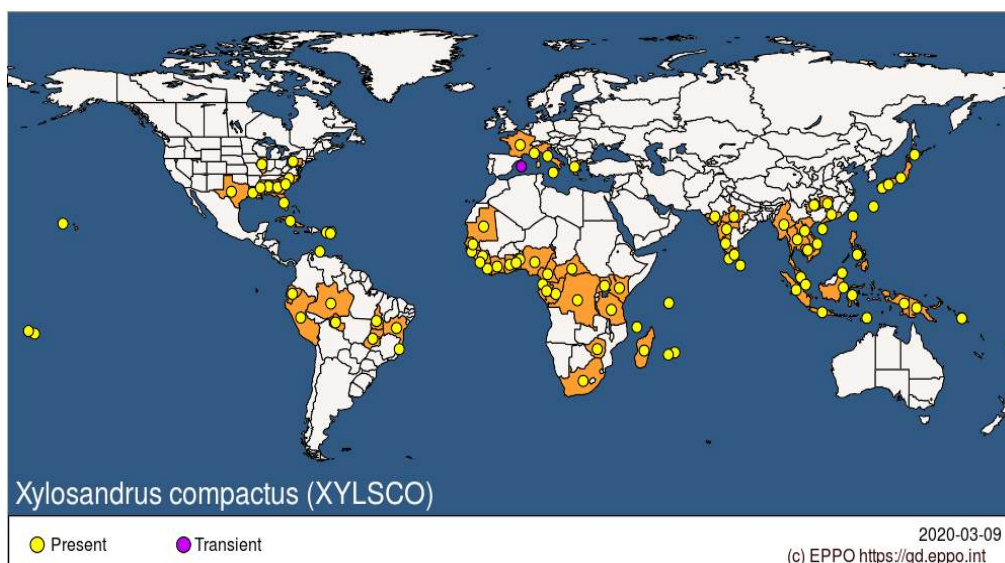 Xylosandrus compactus (XYLSCO)
Present
Transient
2020-03-09
(c) EPPO https://gd.eppo.int